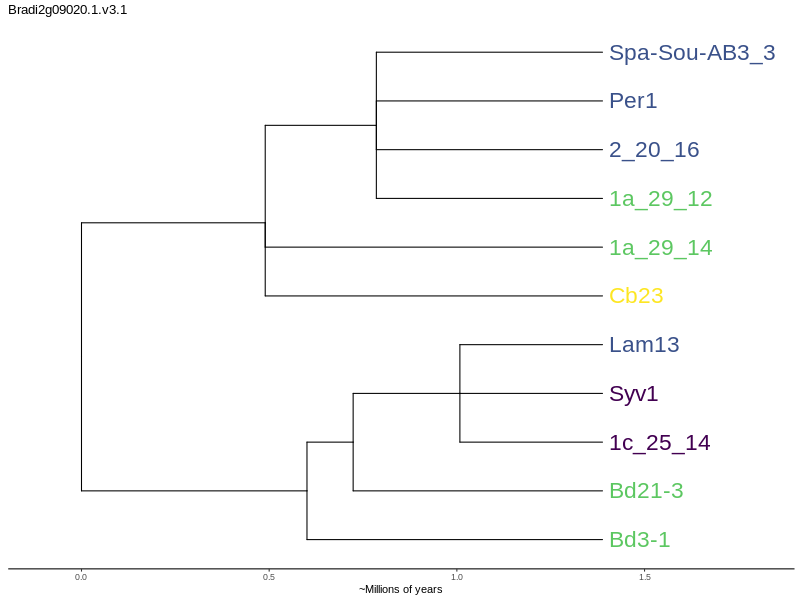 Bradi2g09020.1.v3.1
Spa-Sou-AB3_3
Per1
2_20_16
1a_29_12
1a_29_14
Cb23
Lam13
Syv1
1c_25_14
Bd21-3
Bd3-1
0.0 0.5 1.0 1.5
~Millions of years